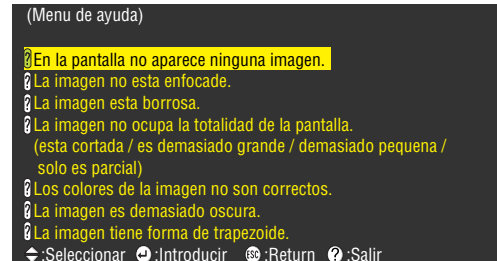 (Menu de ayuda)
?En la pantalla no aparece ninguna imagen.
?La imagen no esta enfocade.
?La imagen esta borrosa.
?La imagen no ocupa la totalidad de la pantalla.
(esta cortada / es demasiado grande / demasiado pequena /
solo es parcial)
?Los colores de la imagen no son correctos.
?La imagen es demasiado oscura.
?La imagen tiene forma de trapezoide.
:Seleccionar :Introducir ESC :Return ? :Salir